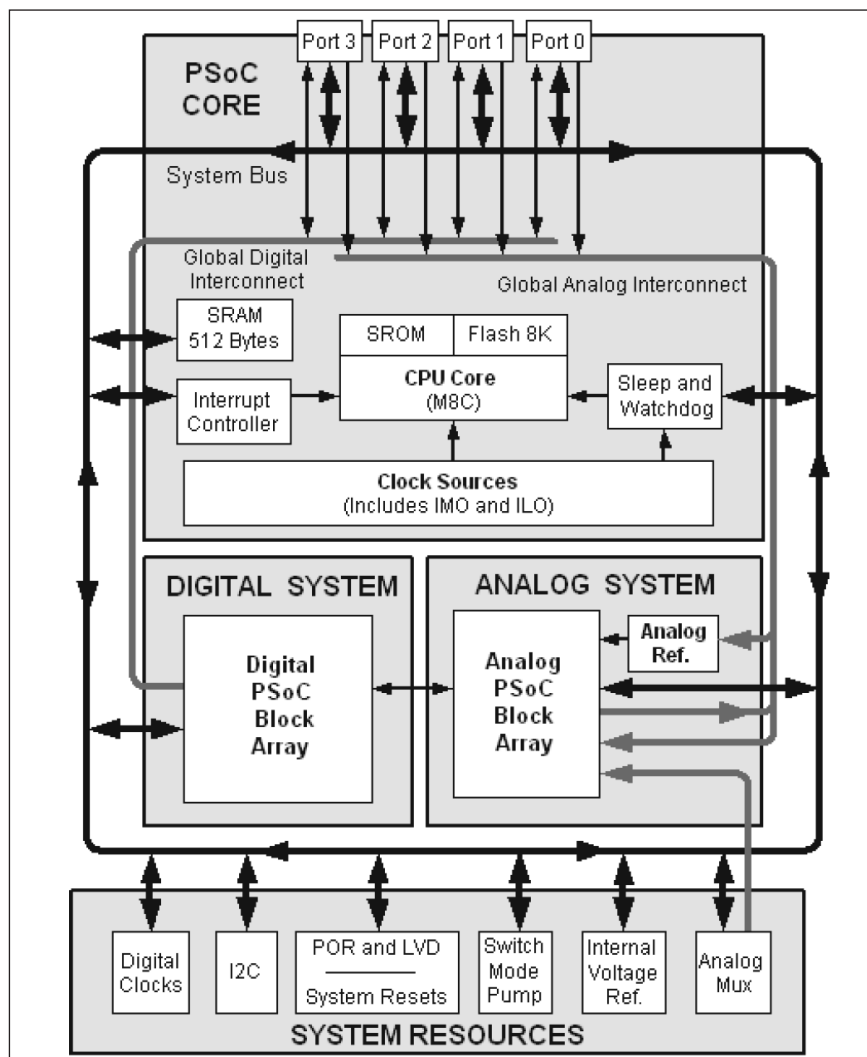 Port 3
Port 2
Port 1
Port 0
PSoC
CORE
System Bus
Global Digital
Interconnect
Global Analog Interconnect
SRAM
512 Bytes
SROM
Flash 8K
CPU Core
(M8C)
Interrupt
Controller
Sleep and
Watchdog
Clock Sources
(Includes IMO and ILO)
DIGITAL SYSTEM
Digital
PSoC
Block
Array
ANALOG SYSTEM
Analog
PSoC
Block
Array
Analog
Ref.
Digital
Clocks
I2C
POR and LVD
System Resets
Switch
Mode
Pump
Internal
Voltage
Ref.
Analog
Mux
SYSTEM RESOURCES